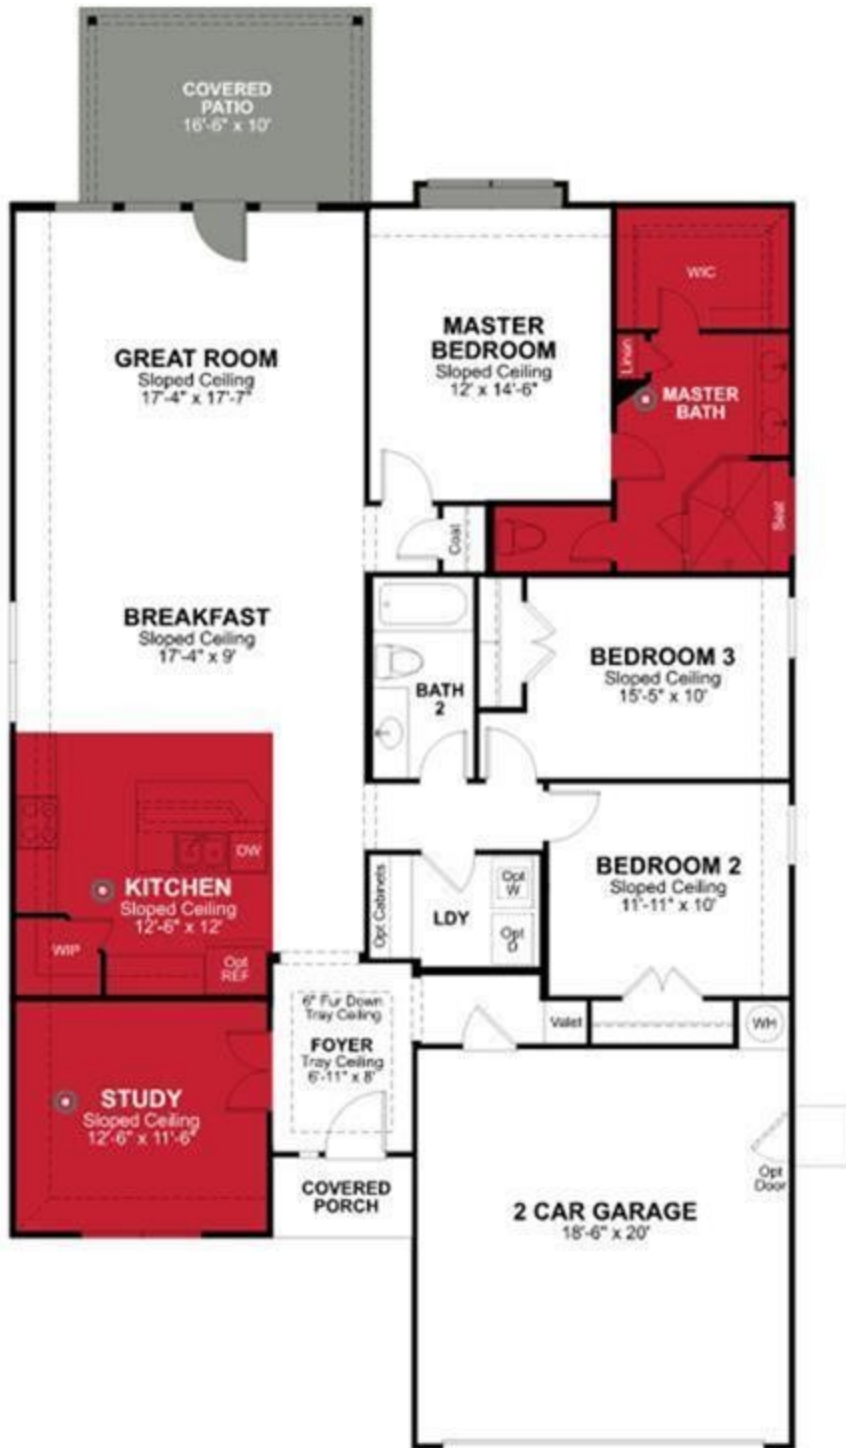 COVERED
PATIO
16'-6" x 10'
WIC
MASTER
BEDROOM
Sloped Ceiling
12' x 14'-6"
GREAT ROOM
Sloped Ceiling
17'-4" x 17'-7"
Linen
MASTER
BATH
Seat
Coat
BREAKFAST
Sloped Ceiling
17'-4" x 9'
BEDROOM 3
Sloped Ceiling
15'-5" x 10'
BATH
2
DW
KITCHEN
Sloped Ceiling
12'-6" x 12'
WIP
Opt
REF
Opt Cabinets
LDY
Opt
W
Opt
D
BEDROOM 2
Sloped Ceiling
11'-11" x 10'
6" Fur Down
Tray Ceiling
FOYER
Tray Ceiling
6'-11" x 8'
Valet
WH
STUDY
Sloped Ceiling
12'-6" x 11'-6"
COVERED
PORCH
Opt
Door
2 CAR GARAGE
18'-6" x 20'